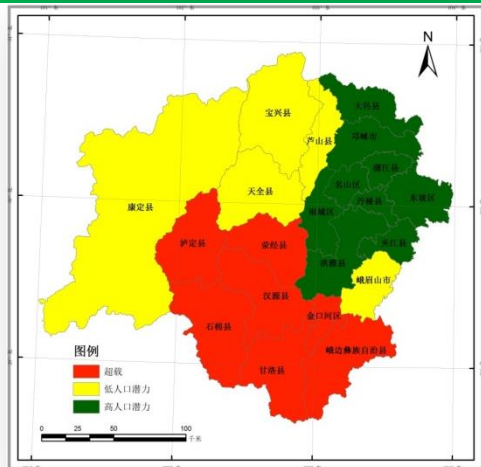 N
大邑县
宝兴县
邛崃市
芦山县
蒲江县
名山区
天全县
丹棱县
东坡区
康定县
雨城区
夹江县
泸定县
荥经县
洪雅县
峨眉山市
汉源县
金口河区
石棉县
峨边彝族自治县
甘洛县
图例
超载
低人口潜力
高人口潜力
0 25 50 100
千米